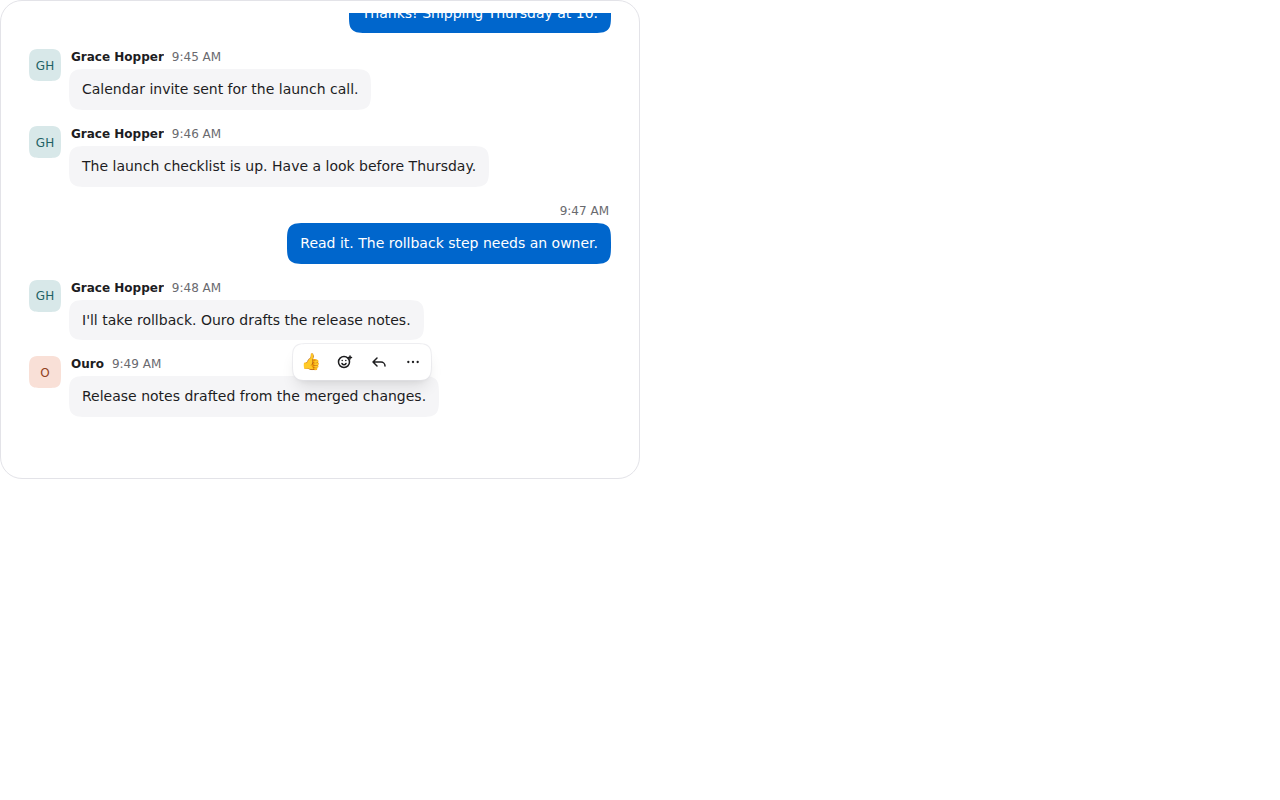 Thanks! Shipping Thursday at 10.
GH
Grace Hopper 9:45 AM
Calendar invite sent for the launch call.
GH
Grace Hopper 9:46 AM
The launch checklist is up. Have a look before Thursday.
9:47 AM
Read it. The rollback step needs an owner.
GH
Grace Hopper 9:48 AM
I'll take rollback. Ouro drafts the release notes.
O
Ouro 9:49 AM
Release notes drafted from the merged changes.